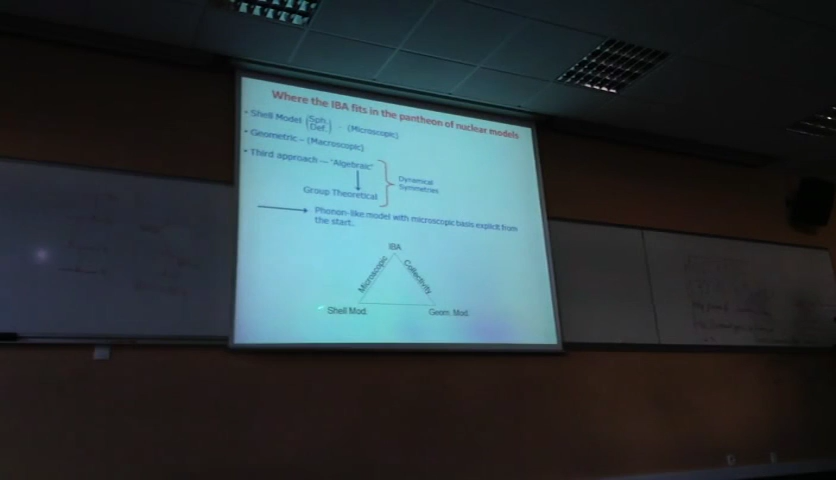 Where the IBA fits in the pantheon of nuclear models
• Shell Model (Sph. Def.) - (Microscopic)
• Geometric – (Macroscopic)
• Third approach — "Algebraic"
Dynamical
Symmetries
Group Theoretical
Phonon-like model with microscopic basis explicit from
the start.
IBA
Microscopic
Collectivity
Shell Mod.
Geom. Mod.